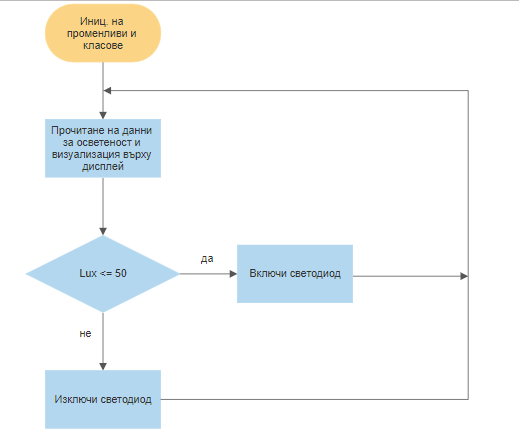 Иниц. на
променливи и
класове
Прочитане на данни
за осветеност и
визуализация върху
дисплей
Lux <= 50
да
Включи светодиод
не
Изключи светодиод